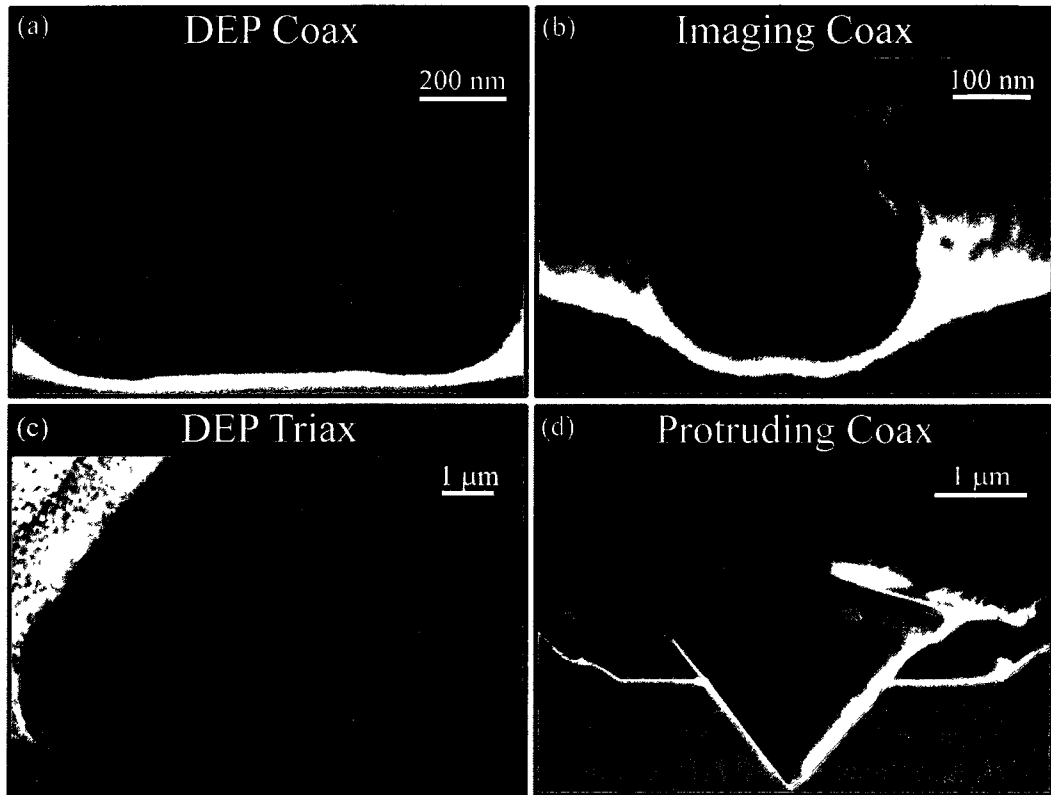 (a) DEP Coax
200 nm
(b) Imaging Coax
100 nm
(c) DEP Triax
1 μm
(d) Protruding Coax
1 μm